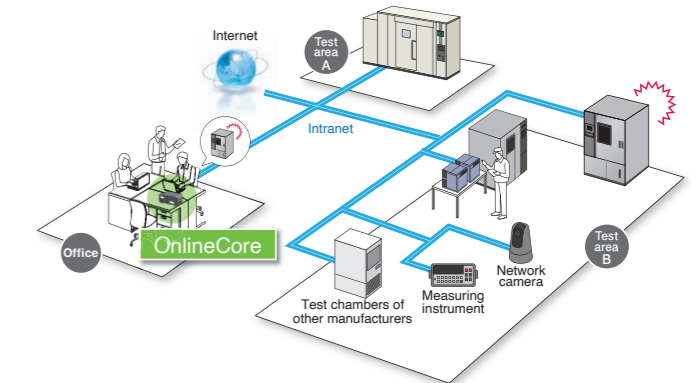 Internet
Test
area
A
Intranet
Office
OnlineCore
Test
area
B
Network
camera
Measuring
instrument
Test chambers of
other manufacturers